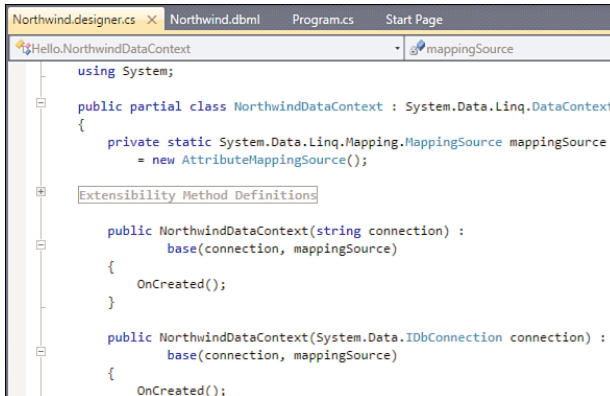 Northwind.designer.cs × Northwind.dbml Program.cs Start Page
Hello.NorthwindDataContext mappingSource
using System;
public partial class NorthwindDataContext : System.Data.Linq.DataContext
{
private static System.Data.Linq.Mapping.MappingSource mappingSource
= new AttributeMappingSource();
Extensibility Method Definitions
public NorthwindDataContext(string connection) :
base(connection, mappingSource)
{
OnCreated();
}
public NorthwindDataContext(System.Data.IDbConnection connection) :
base(connection, mappingSource)
{
OnCreated();